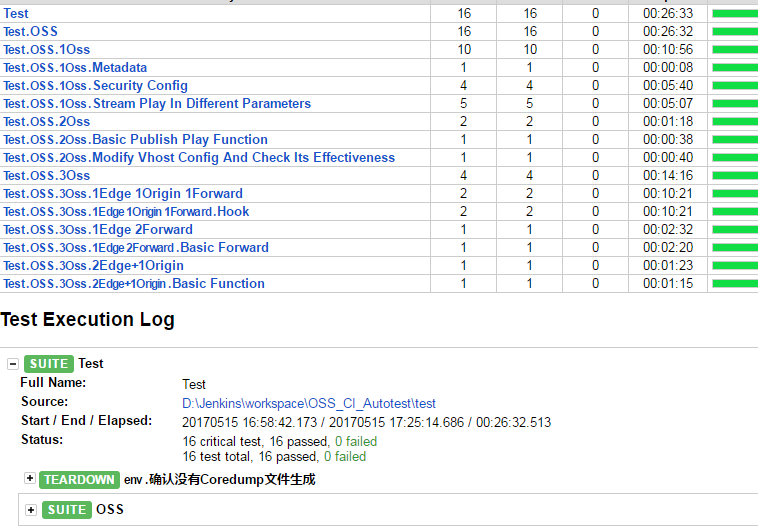 Test 16 16 0 00:26:33
Test.OSS 16 16 0 00:26:32
Test.OSS.1Oss 10 10 0 00:10:56
Test.OSS.1Oss.Metadata 1 1 0 00:00:08
Test.OSS.1Oss.Security Config 4 4 0 00:05:40
Test.OSS.1Oss.Stream Play In Different Parameters 5 5 0 00:05:07
Test.OSS.2Oss 2 2 0 00:01:18
Test.OSS.2Oss.Basic Publish Play Function 1 1 0 00:00:38
Test.OSS.2Oss.Modify Vhost Config And Check Its Effectiveness 1 1 0 00:00:40
Test.OSS.3Oss 4 4 0 00:14:16
Test.OSS.3Oss.1Edge 1Origin 1Forward 2 2 0 00:10:21
Test.OSS.3Oss.1Edge 1Origin 1Forward.Hook 2 2 0 00:10:21
Test.OSS.3Oss.1Edge 2Forward 1 1 0 00:02:32
Test.OSS.3Oss.1Edge 2Forward.Basic Forward 1 1 0 00:02:20
Test.OSS.3Oss.2Edge+1Origin 1 1 0 00:01:23
Test.OSS.3Oss.2Edge+1Origin.Basic Function 1 1 0 00:01:15
Test Execution Log
SUITE Test
Full Name: Test
Source: D:\Jenkins\workspace\OSS_CI_Autotest\test
Start / End / Elapsed: 20170515 16:58:42.173 / 20170515 17:25:14.686 / 00:26:32.513
Status: 16 critical test, 16 passed, 0 failed
16 test total, 16 passed, 0 failed
TEARDOWN env.确认没有Coredump文件生成
SUITE OSS